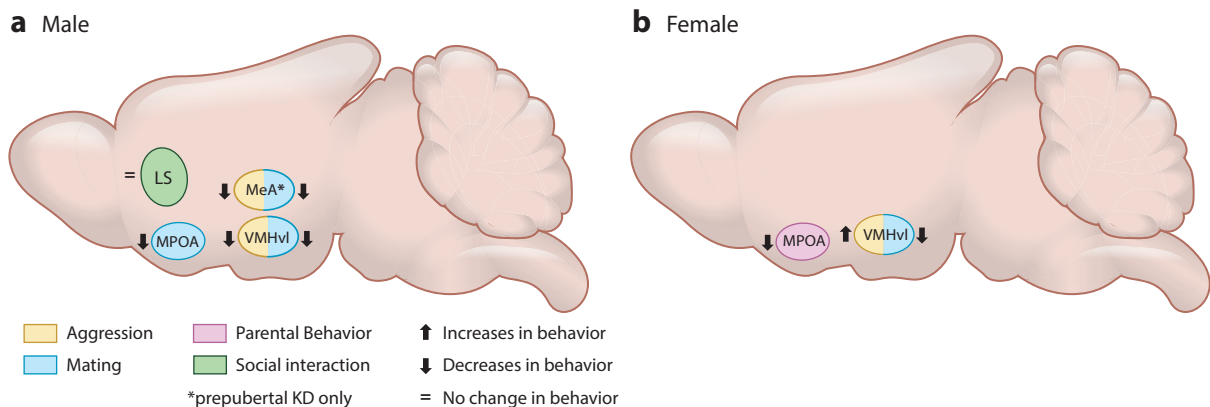 a Male
b Female
= LS
MeA*
MPOA
VMHvl
MPOA
VMHvl
Aggression
Parental Behavior
Increases in behavior
Mating
Social interaction
Decreases in behavior
*prepubertal KD only
= No change in behavior